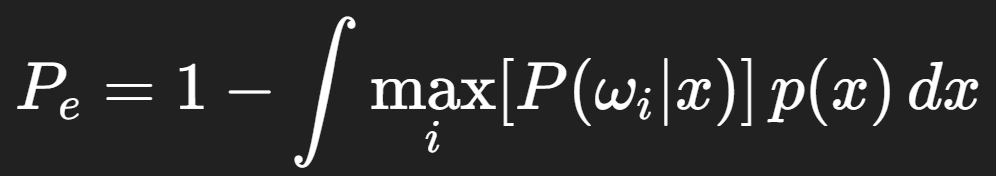 P_e = 1 − ∫ max_i [P(ω_i|x)] p(x) dx